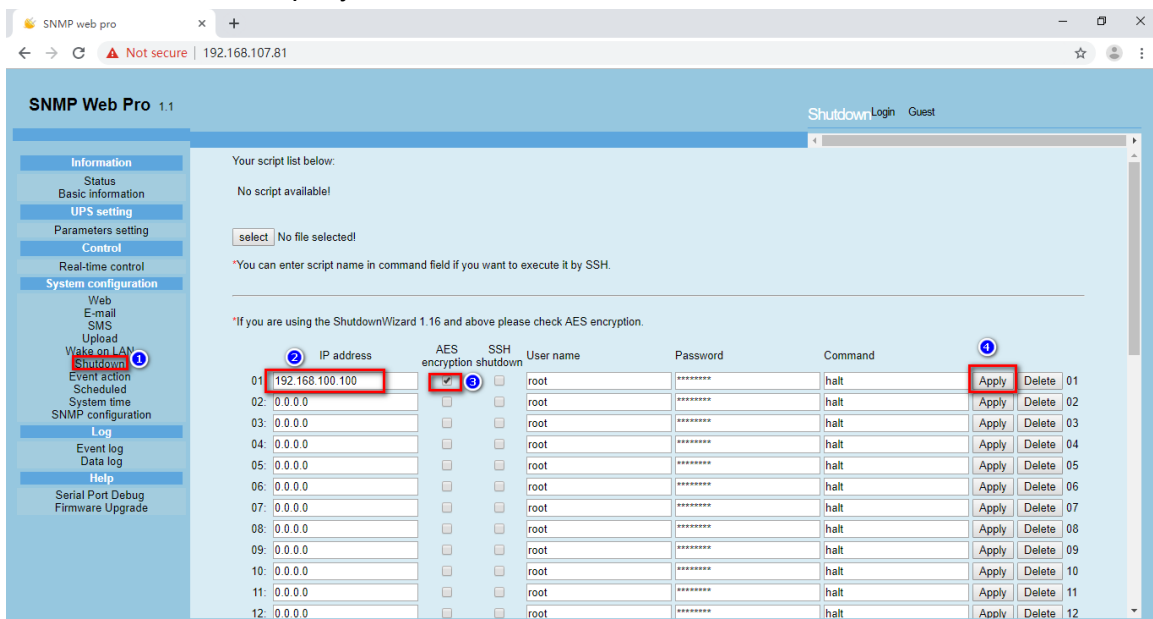 SNMP web pro
Not secure | 192.168.107.81
SNMP Web Pro 1.1
Shutdown Login Guest
Information
Status
Basic information
UPS setting
Parameters setting
Control
Real-time control
System configuration
Web
E-mail
SMS
Upload
Wake on LAN
Shutdown 1
Event action
Scheduled
System time
SNMP configuration
Log
Event log
Data log
Help
Serial Port Debug
Firmware Upgrade
Your script list below:
No script available!
select No file selected!
*You can enter script name in command field if you want to execute it by SSH.
*If you are using the ShutdownWizard 1.16 and above please check AES encryption.
2 IP address AES encryption SSH shutdown User name Password Command 4
01 192.168.100.100 3 root ******** halt Apply Delete 01
02: 0.0.0.0 root ******** halt Apply Delete 02
03: 0.0.0.0 root ******** halt Apply Delete 03
04: 0.0.0.0 root ******** halt Apply Delete 04
05: 0.0.0.0 root ******** halt Apply Delete 05
06: 0.0.0.0 root ******** halt Apply Delete 06
07: 0.0.0.0 root ******** halt Apply Delete 07
08: 0.0.0.0 root ******** halt Apply Delete 08
09: 0.0.0.0 root ******** halt Apply Delete 09
10: 0.0.0.0 root ******** halt Apply Delete 10
11: 0.0.0.0 root ******** halt Apply Delete 11
12: 0.0.0.0 root ******** halt Apply Delete 12